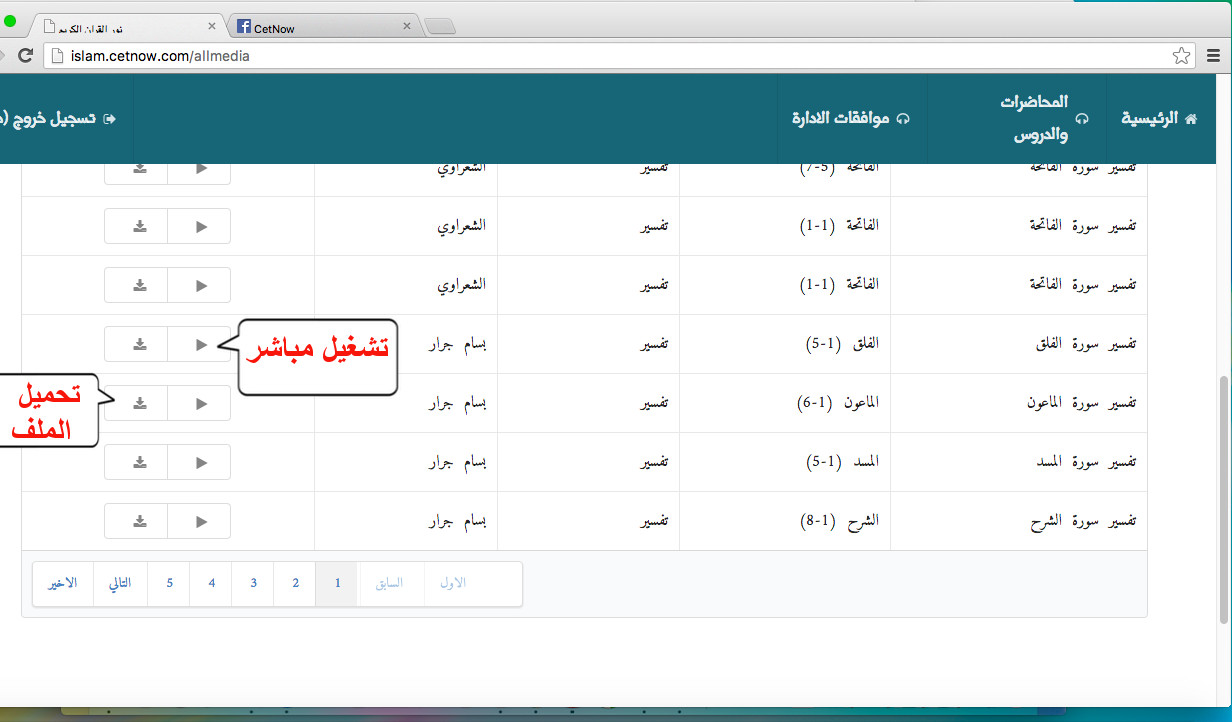 نور القران الكريم
CetNow
islam.cetnow.com/allmedia
الرئيسية
المحاضرات
والدروس
موافقات الادارة
تسجيل خروج
تفسير سورة الفاتحة الفاتحة (5-7) تفسير الشعراوي
تفسير سورة الفاتحة الفاتحة (1-1) تفسير الشعراوي
تفسير سورة الفاتحة الفاتحة (1-1) تفسير الشعراوي
تفسير سورة الفلق الفلق (1-5) تفسير بسام جرار
تشغيل مباشر
تفسير سورة الماعون الماعون (1-6) تفسير بسام جرار
تحميل
الملف
تفسير سورة المسد المسد (1-5) تفسير بسام جرار
تفسير سورة الشرح الشرح (1-8) تفسير بسام جرار
الاول السابق 1 2 3 4 5 التالي الاخير